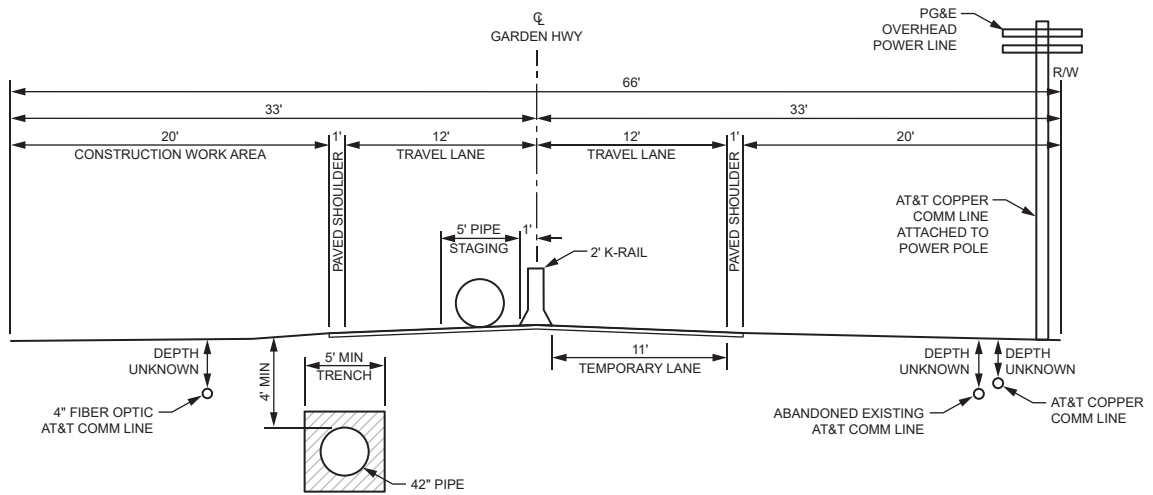 ℄
GARDEN HWY
PG&E
OVERHEAD
POWER LINE
R/W
66'
33'
33'
20'
CONSTRUCTION WORK AREA
1'
12'
TRAVEL LANE
12'
TRAVEL LANE
1'
20'
PAVED SHOULDER
PAVED SHOULDER
5' PIPE
STAGING
1'
2' K-RAIL
AT&T COPPER
COMM LINE
ATTACHED TO
POWER POLE
DEPTH
UNKNOWN
4" FIBER OPTIC
AT&T COMM LINE
4' MIN
5' MIN
TRENCH
42" PIPE
11'
TEMPORARY LANE
DEPTH
UNKNOWN
DEPTH
UNKNOWN
ABANDONED EXISTING
AT&T COMM LINE
AT&T COPPER
COMM LINE